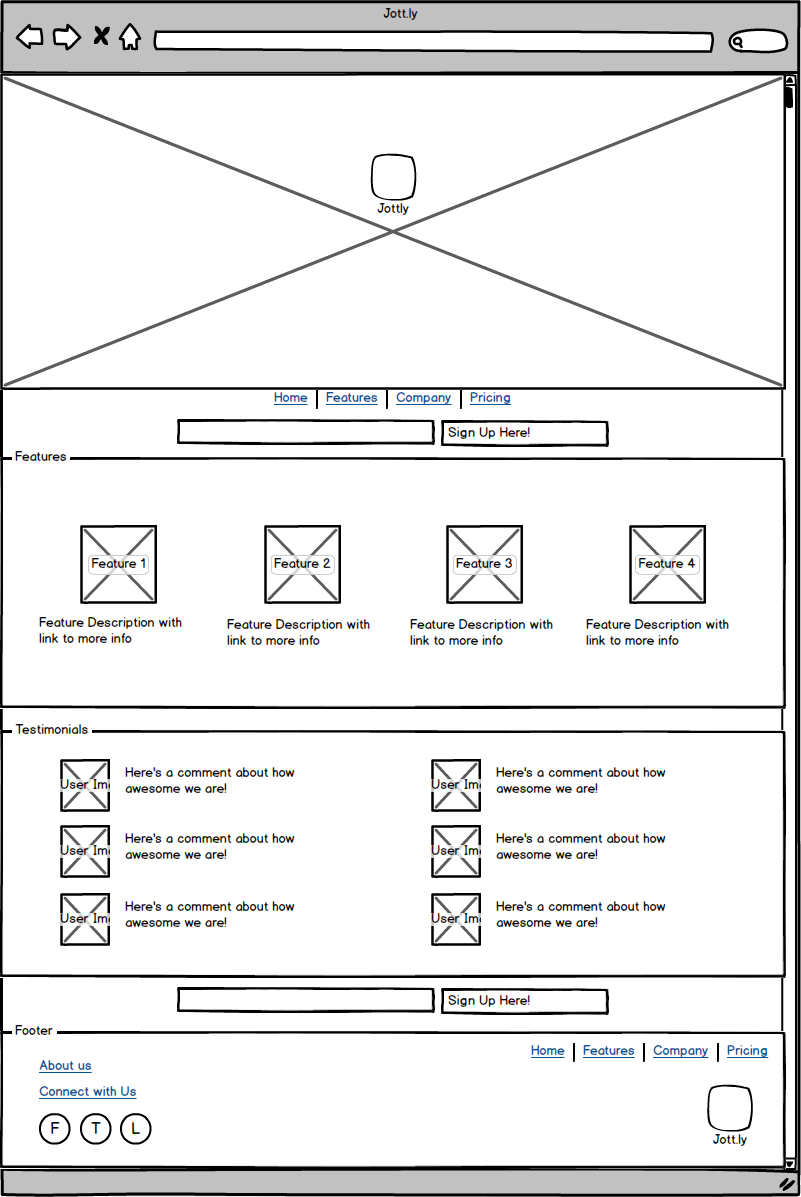 Jott.ly
Jottly
Home Features Company Pricing
Sign Up Here!
Features
Feature 1 Feature 2 Feature 3 Feature 4
Feature Description with Feature Description with Feature Description with Feature Description with
link to more info link to more info link to more info link to more info
Testimonials
User Im Here's a comment about how
awesome we are!
User Im Here's a comment about how
awesome we are!
User Im Here's a comment about how
awesome we are!
User Im Here's a comment about how
awesome we are!
User Im Here's a comment about how
awesome we are!
User Im Here's a comment about how
awesome we are!
Sign Up Here!
Footer
Home Features Company Pricing
About us
Connect with Us
F T L
Jott.ly